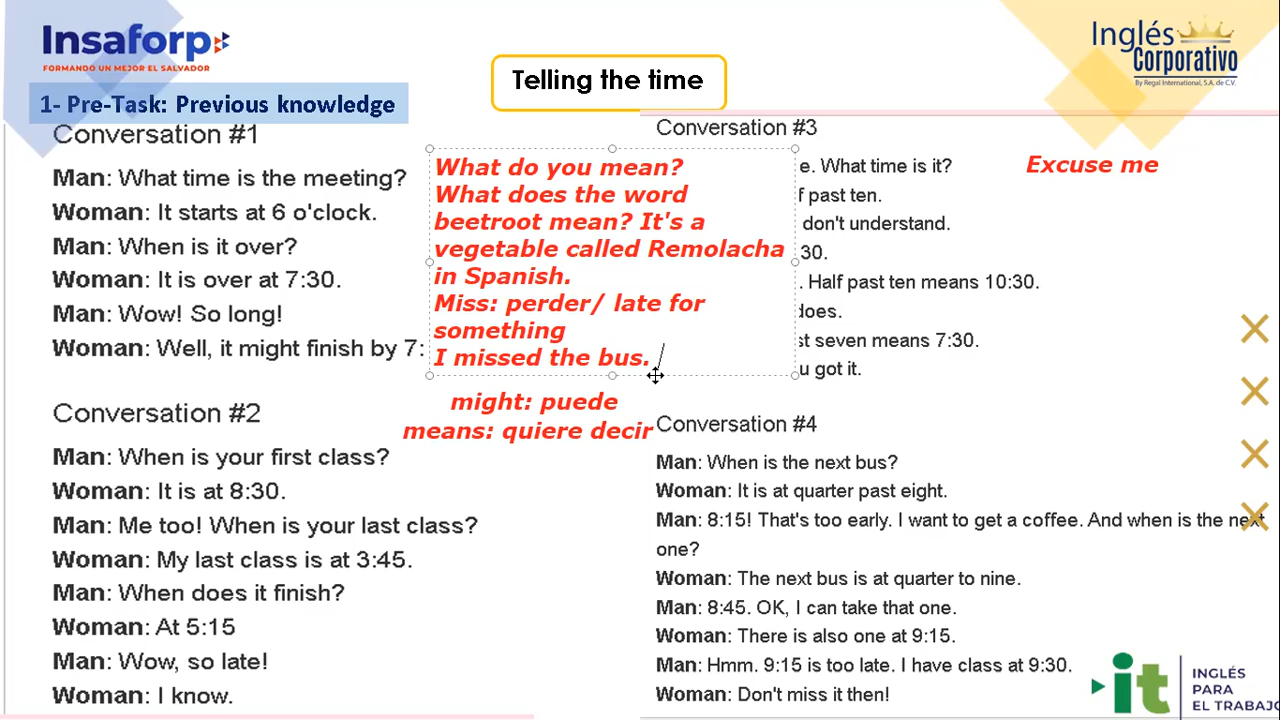 Insaforp
FORMANDO UN MEJOR EL SALVADOR
Inglés
Corporativo
By Regal International, S.A. de C.V.
Telling the time
1- Pre-Task: Previous knowledge
Conversation #1
Man: What time is the meeting?
Woman: It starts at 6 o'clock.
Man: When is it over?
Woman: It is over at 7:30.
Man: Wow! So long!
Woman: Well, it might finish by 7:
Conversation #2
Man: When is your first class?
Woman: It is at 8:30.
Man: Me too! When is your last class?
Woman: My last class is at 3:45.
Man: When does it finish?
Woman: At 5:15
Man: Wow, so late!
Woman: I know.
What do you mean?
What does the word
beetroot mean? It's a
vegetable called Remolacha
in Spanish.
Miss: perder/ late for
something
I missed the bus.
might: puede
means: quiere decir
Conversation #3
e. What time is it?
Excuse me
f past ten.
don't understand.
30.
. Half past ten means 10:30.
does.
st seven means 7:30.
u got it.
Conversation #4
Man: When is the next bus?
Woman: It is at quarter past eight.
Man: 8:15! That's too early. I want to get a coffee. And when is the next
one?
Woman: The next bus is at quarter to nine.
Man: 8:45. OK, I can take that one.
Woman: There is also one at 9:15.
Man: Hmm. 9:15 is too late. I have class at 9:30.
Woman: Don't miss it then!
it
INGLÉS
PARA
EL TRABAJO